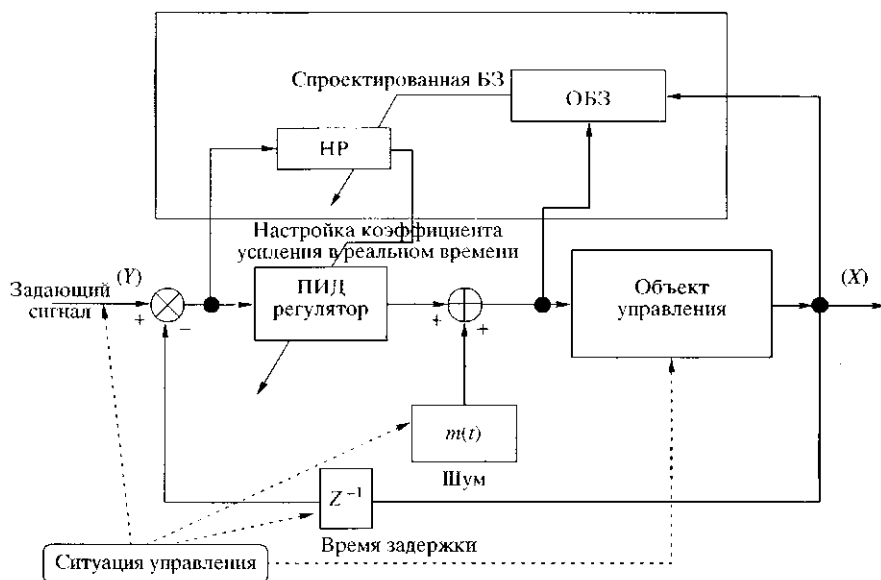 Спроектированная БЗ
ОБЗ
НР
Настройка коэффициента
усиления в реальном времени
(Y)
Задающий
сигнал
+
−
ПИД
регулятор
+
+
Объект
управления
(X)
m(t)
Шум
Z⁻¹
Время задержки
Ситуация управления